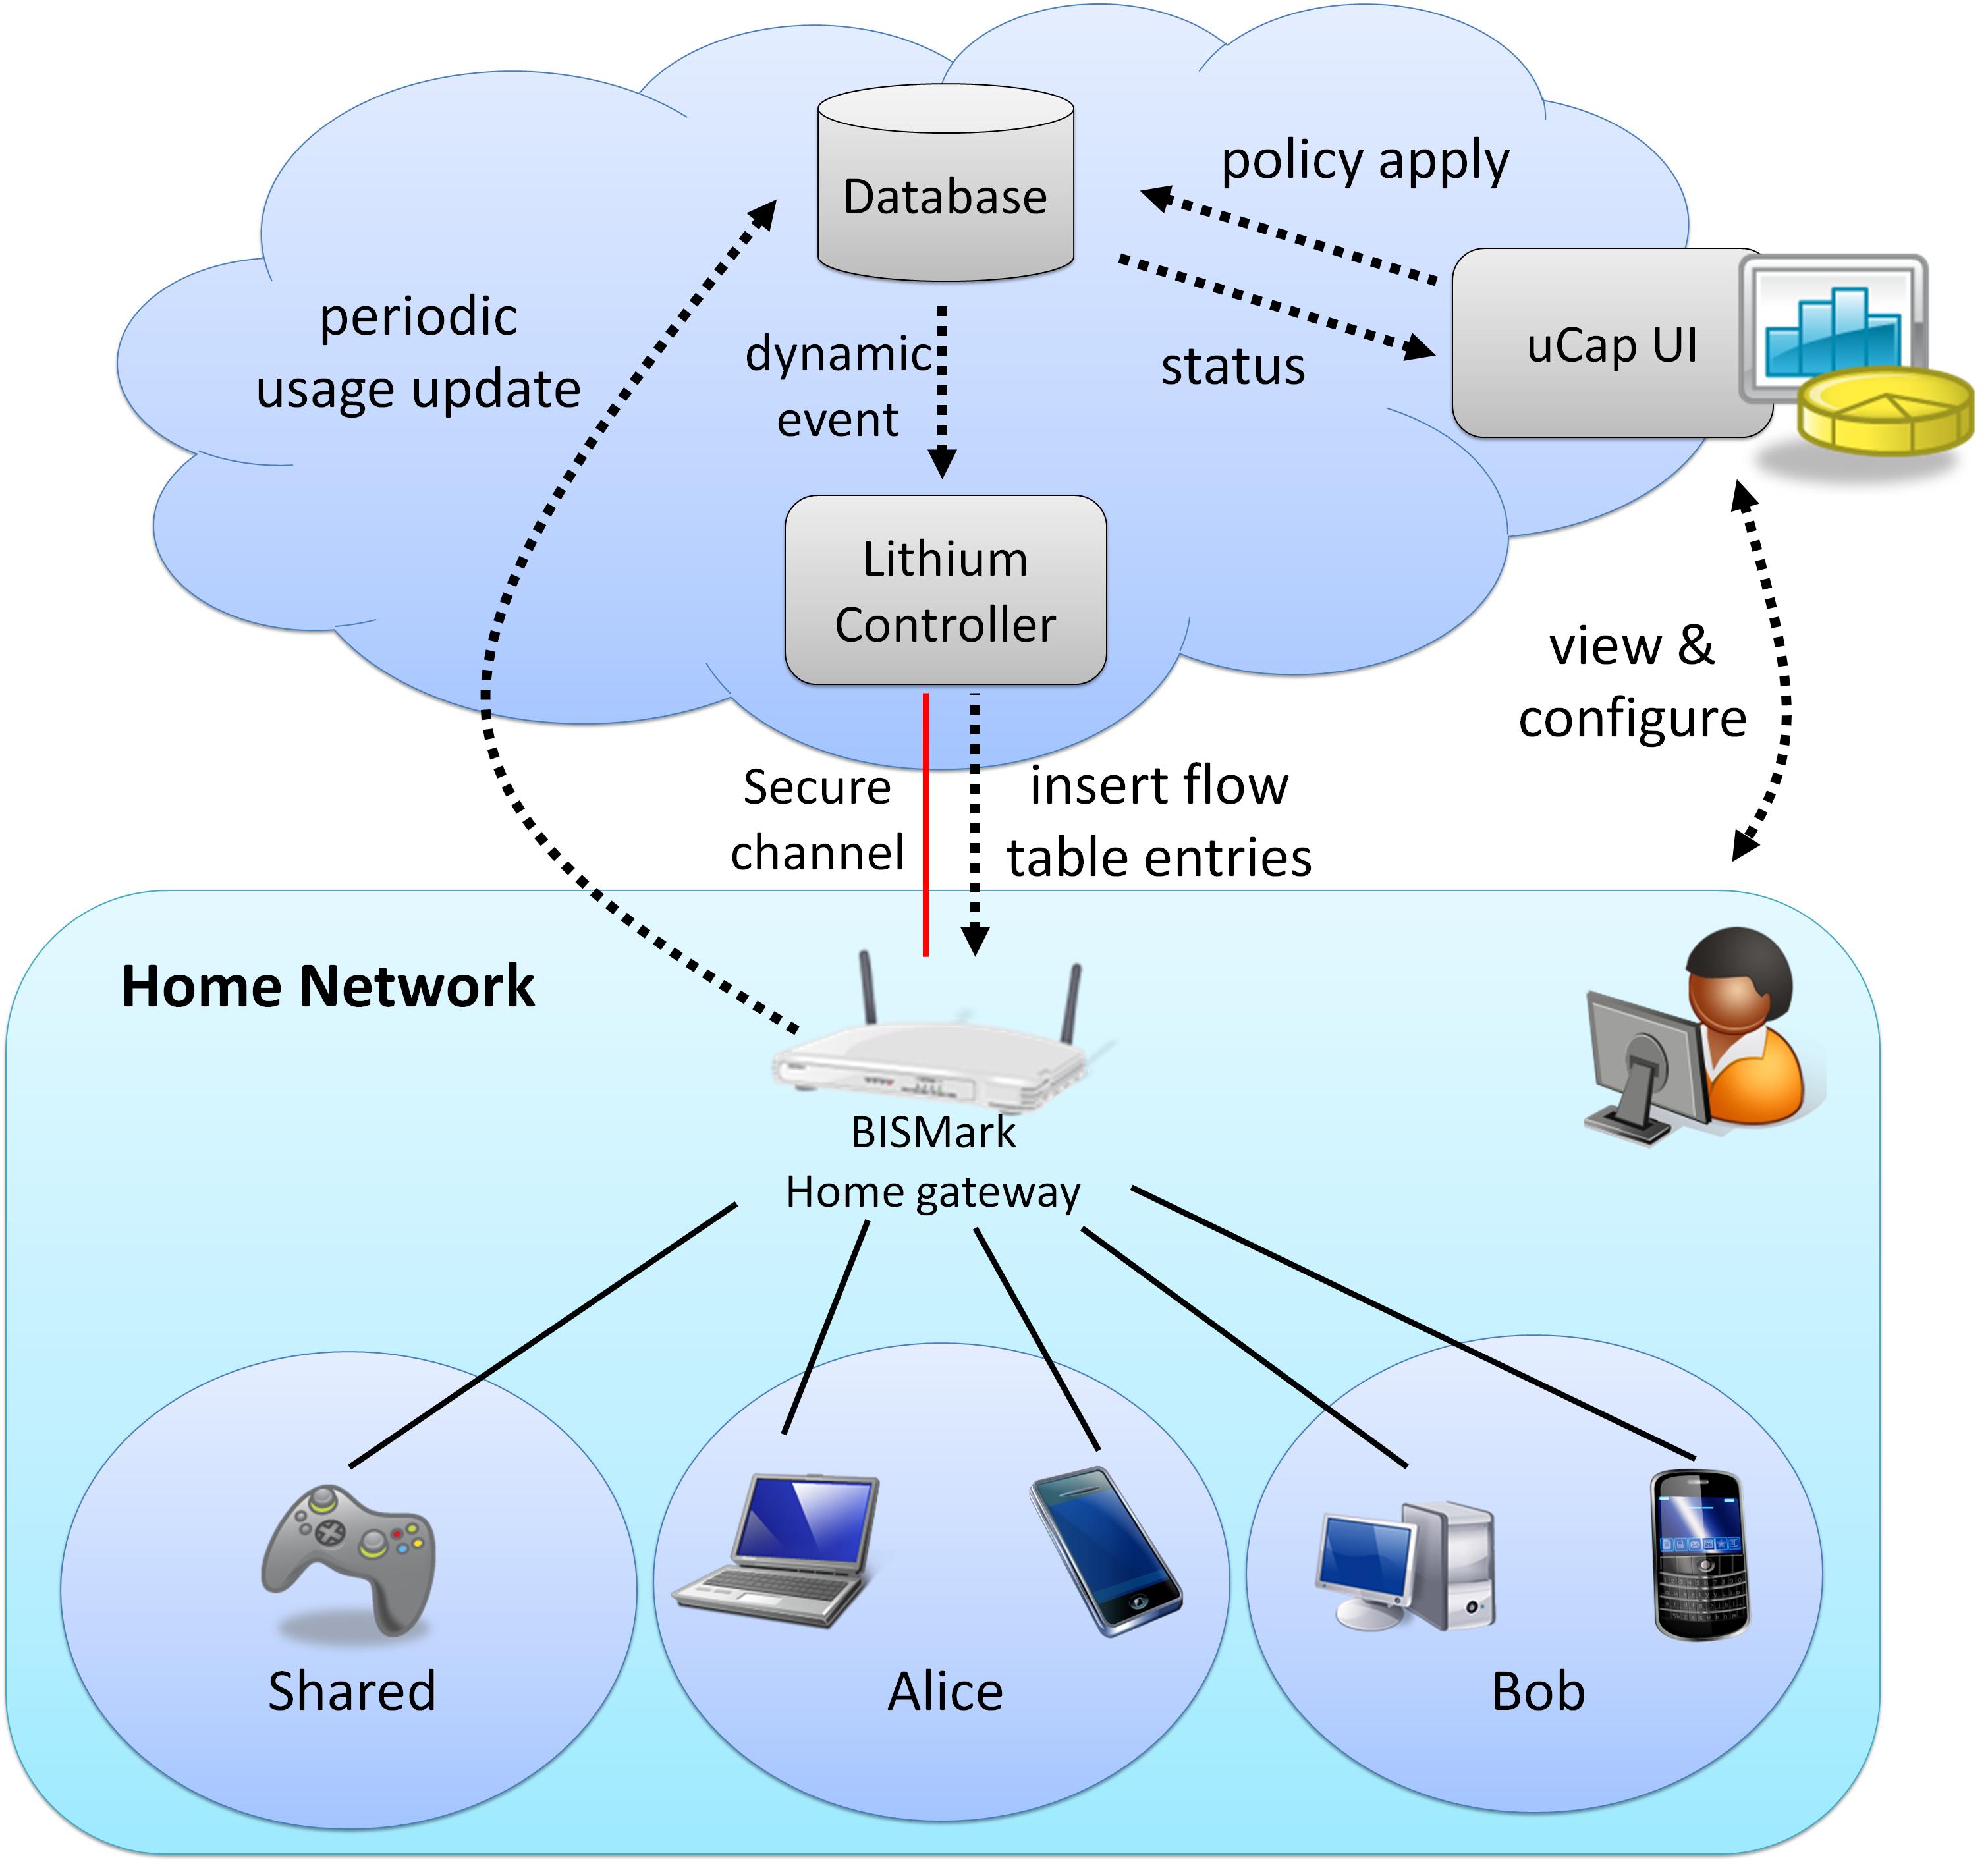 Database
policy apply
uCap UI
status
periodic
usage update
dynamic
event
Lithium
Controller
view &
configure
Secure
channel
insert flow
table entries
Home Network
BISMark
Home gateway
Shared
Alice
Bob